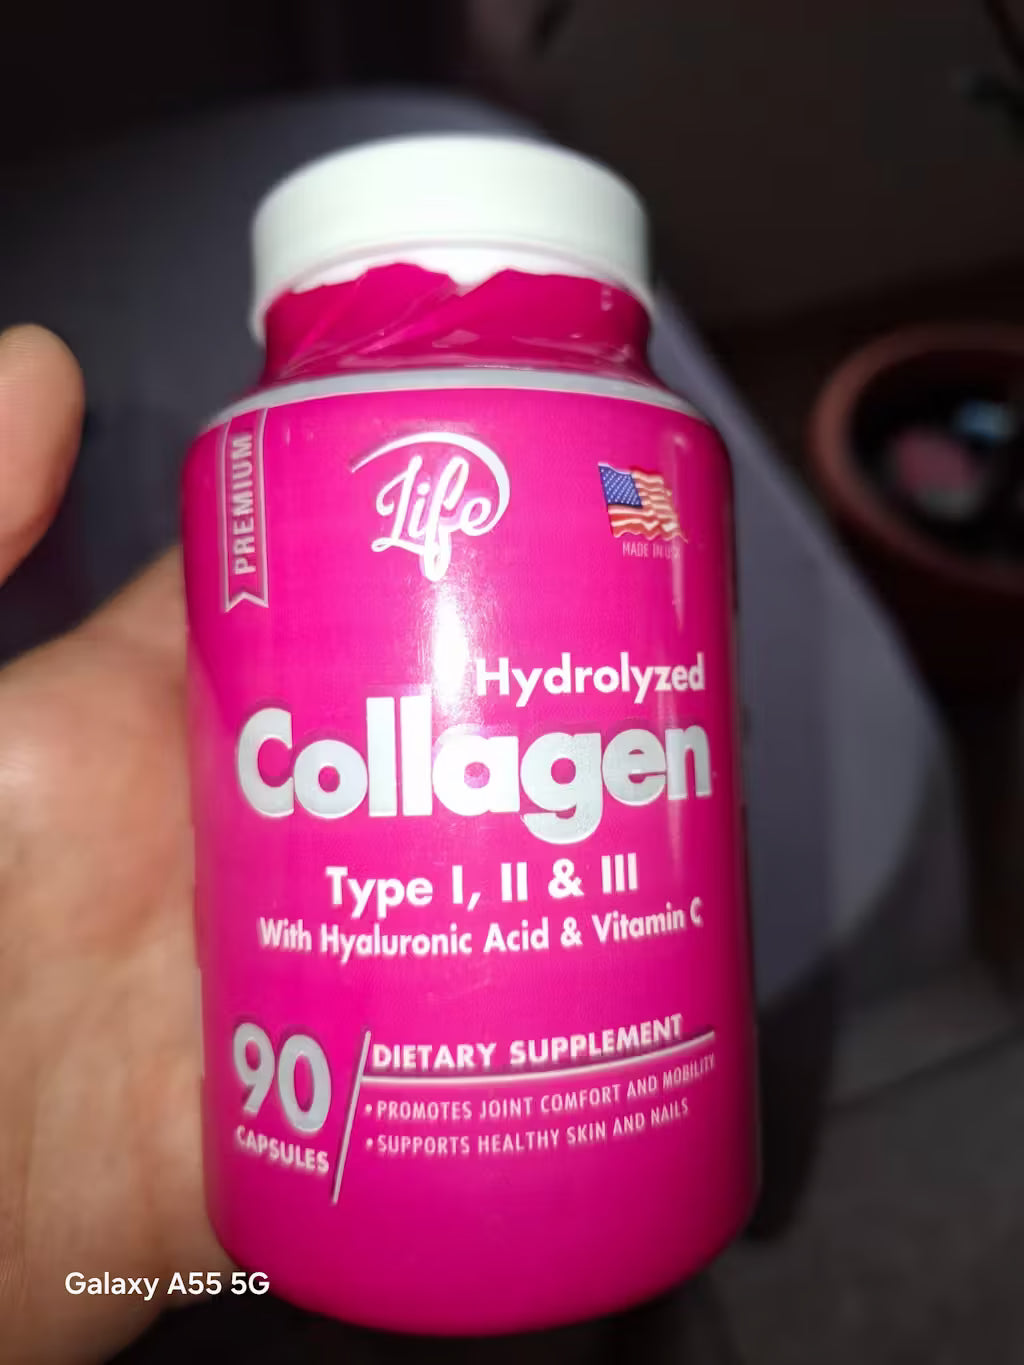 PREMIUM
Life
MADE IN U
Hydrolyzed
Collagen
Type I, II & III
With Hyaluronic Acid & Vitamin C
90
CAPSULES
DIETARY SUPPLEMENT
•PROMOTES JOINT COMFORT AND MOBILITY
•SUPPORTS HEALTHY SKIN AND NAILS
Galaxy A55 5G